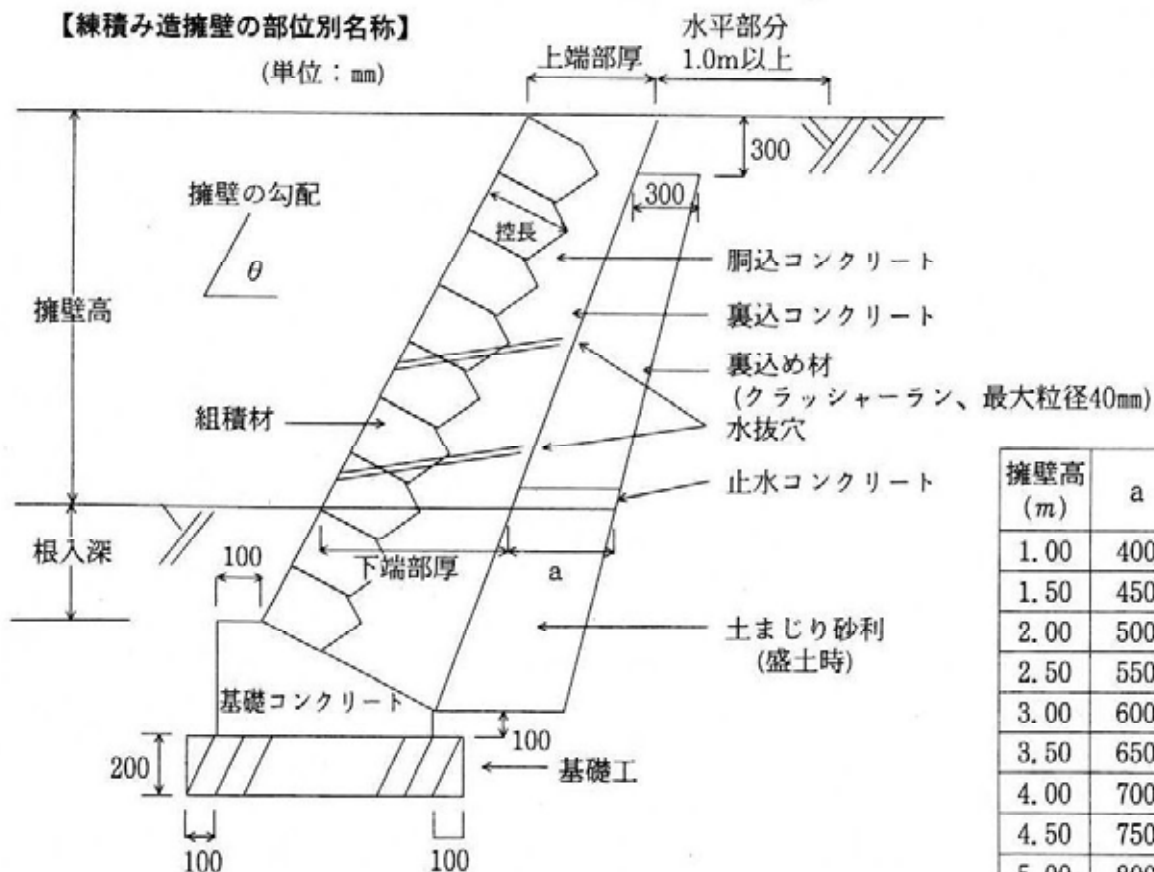 【練積み造擁壁の部位別名称】
(単位：㎜)
上端部厚
水平部分
1.0m以上
300
300
擁壁の勾配
θ
控長
擁壁高
胴込コンクリート
裏込コンクリート
裏込め材
(クラッシャーラン、最大粒径40㎜)
水抜穴
組積材
止水コンクリート
根入深
100
下端部厚
a
土まじり砂利
(盛土時)
基礎コンクリート
100
200
基礎工
100
100
擁壁高
(m)
a
1.00 400
1.50 450
2.00 500
2.50 550
3.00 600
3.50 650
4.00 700
4.50 750